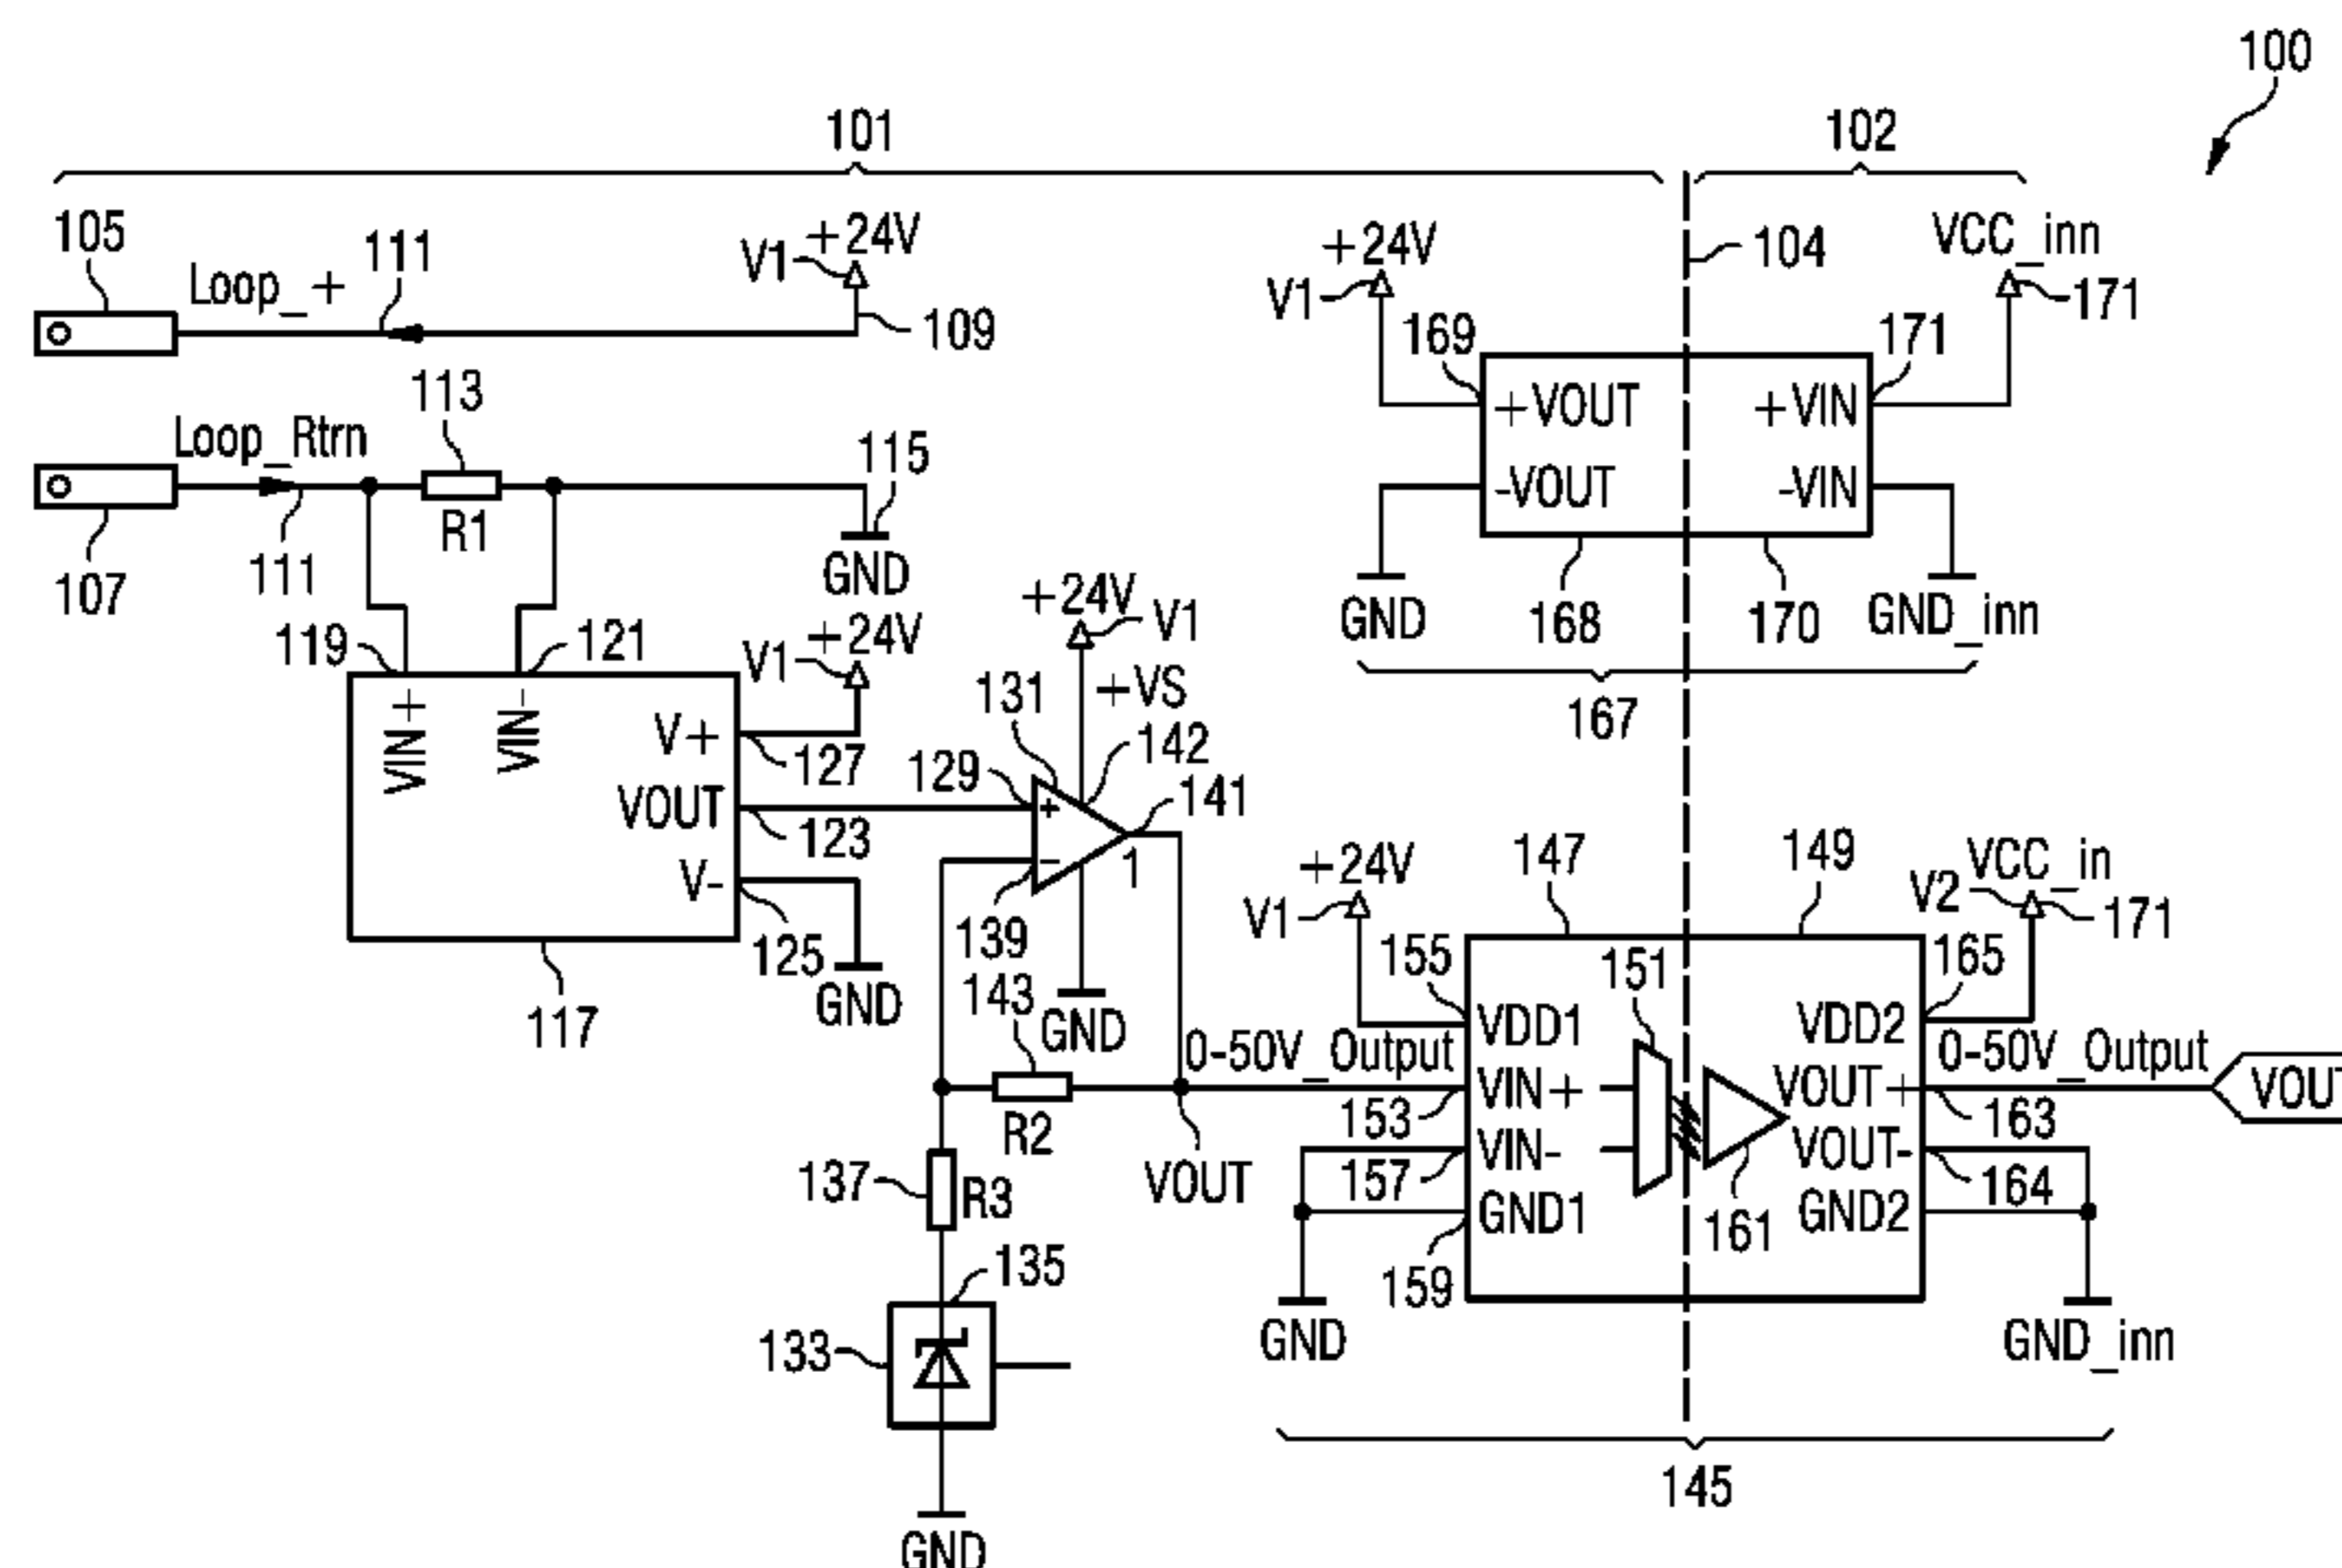 100
101
102
105
Loop_+
111
V1
+24V
109
+24V
V1
104
VCC_inn
171
169
171
+VOUT
+VIN
-VOUT
-VIN
113
Loop_Rtrn
115
107
111
R1
GND
GND
168
170
GND_inn
167
119
121
V1
+24V
+24V
V1
+VS
131
142
VIN+
VIN-
V+
127
129
141
VOUT
123
+
-
1
V-
139
125
GND
117
143
GND
+24V
V1
147
149
VCC_in
V2
171
155
151
165
VDD1
VDD2
0-50V_Output
0-50V_Output
VIN+
VOUT+
VOUT
153
163
R2
VIN-
VOUT-
157
164
VOUT
137
R3
GND1
161
GND2
159
135
133
GND
GND_inn
145
GND